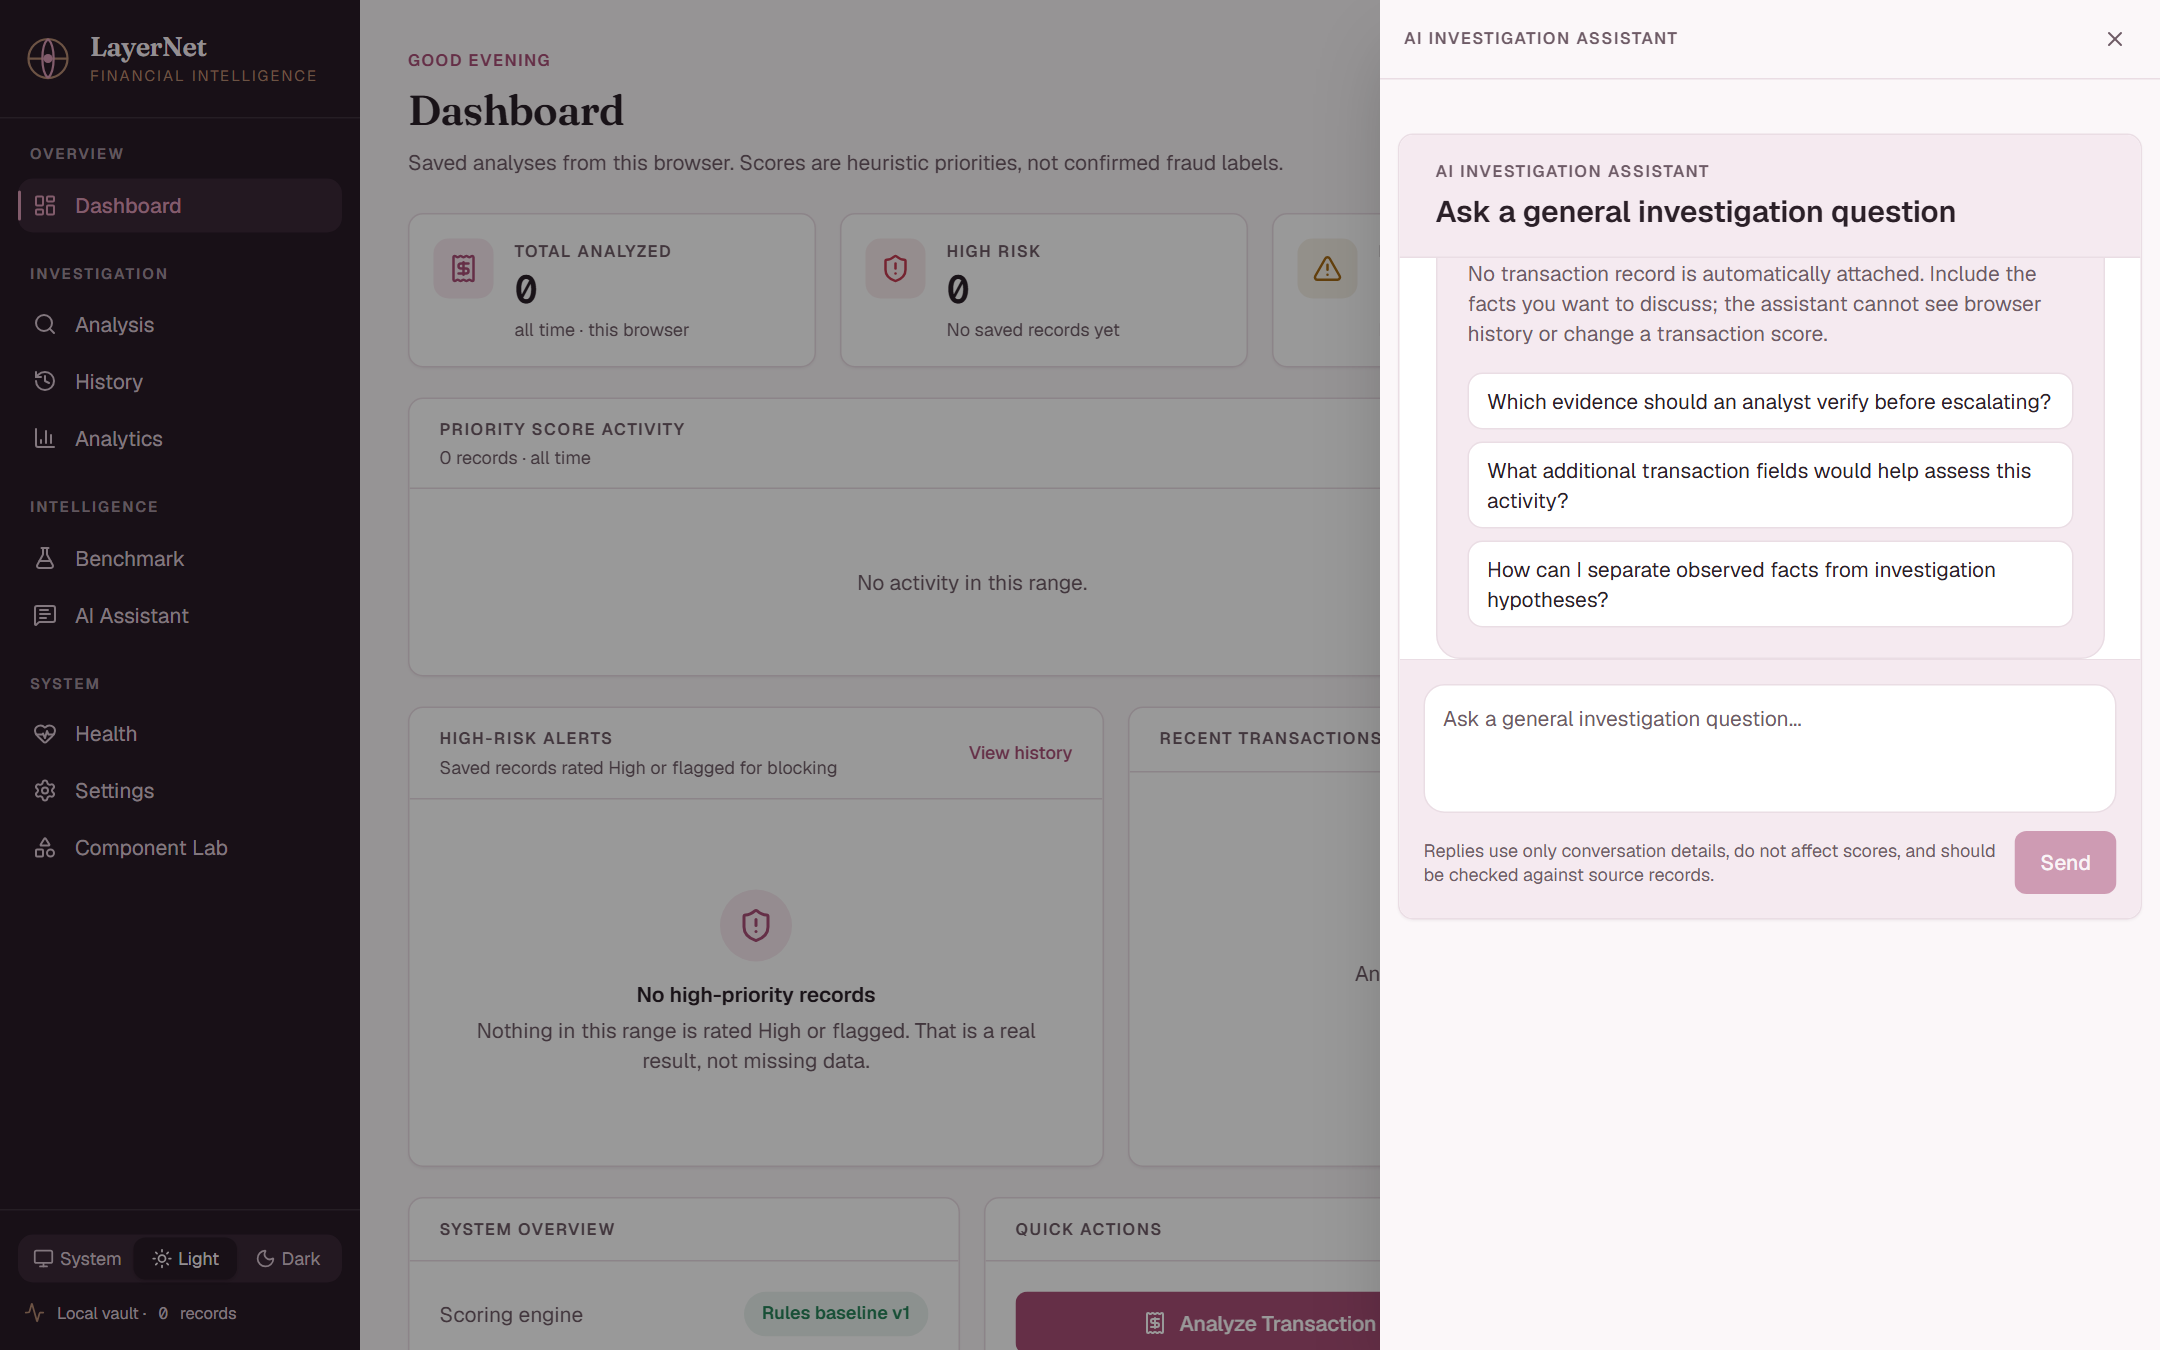 LayerNet
FINANCIAL INTELLIGENCE
OVERVIEW
Dashboard
INVESTIGATION
Analysis
History
Analytics
INTELLIGENCE
Benchmark
AI Assistant
SYSTEM
Health
Settings
Component Lab
System
Light
Dark
Local vault · 0 records
GOOD EVENING
Dashboard
Saved analyses from this browser. Scores are heuristic priorities, not confirmed fraud labels.
TOTAL ANALYZED
0
all time · this browser
HIGH RISK
0
No saved records yet
PRIORITY SCORE ACTIVITY
0 records · all time
No activity in this range.
HIGH-RISK ALERTS
Saved records rated High or flagged for blocking
View history
No high-priority records
Nothing in this range is rated High or flagged. That is a real
result, not missing data.
RECENT TRANSACTIONS
An
SYSTEM OVERVIEW
Scoring engine
Rules baseline v1
QUICK ACTIONS
Analyze Transaction
AI INVESTIGATION ASSISTANT
AI INVESTIGATION ASSISTANT
Ask a general investigation question
No transaction record is automatically attached. Include the
facts you want to discuss; the assistant cannot see browser
history or change a transaction score.
Which evidence should an analyst verify before escalating?
What additional transaction fields would help assess this
activity?
How can I separate observed facts from investigation
hypotheses?
Ask a general investigation question...
Replies use only conversation details, do not affect scores, and should
be checked against source records.
Send